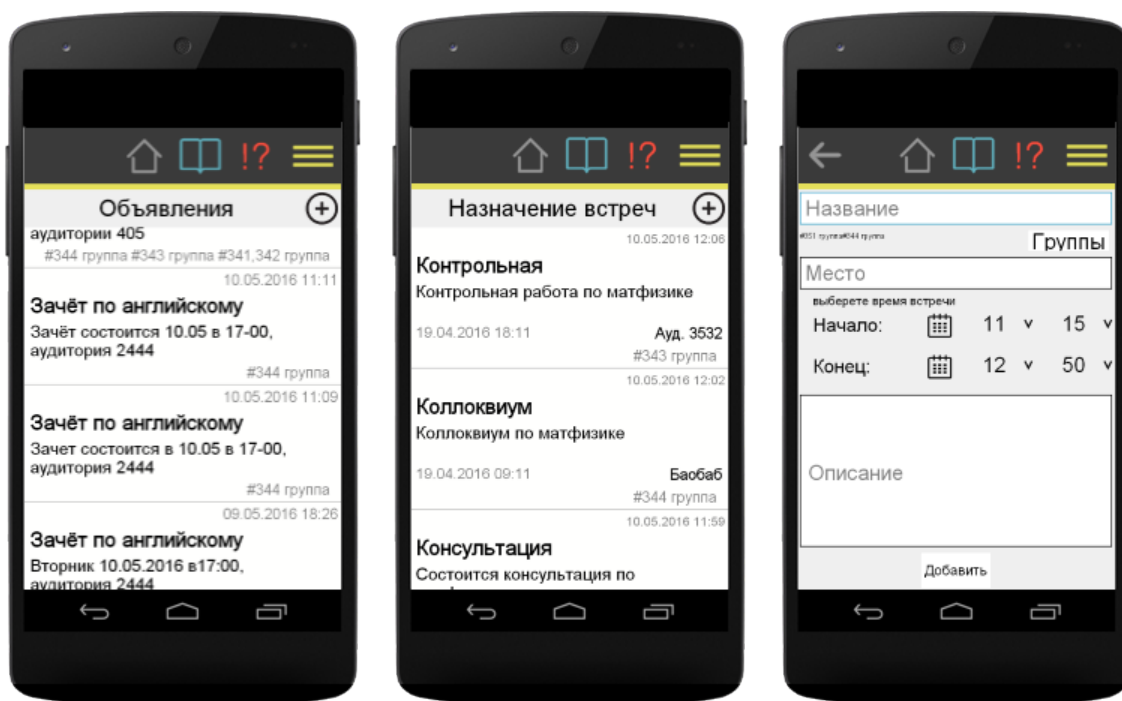 !?
Объявления
аудитории 405
#344 группа #343 группа #341,342 группа
10.05.2016 11:11
Зачёт по английскому
Зачёт состоится 10.05 в 17-00,
аудитория 2444
#344 группа
10.05.2016 11:09
Зачёт по английскому
Зачет состоится в 10.05 в 17-00,
аудитория 2444
#344 группа
09.05.2016 18:26
Зачёт по английскому
Вторник 10.05.2016 в17:00,
аудитория 2444
!?
Назначение встреч
10.05.2016 12:06
Контрольная
Контрольная работа по матфизике
19.04.2016 18:11 Ауд. 3532
#343 группа
10.05.2016 12:02
Коллоквиум
Коллоквиум по матфизике
19.04.2016 09:11 Баобаб
#344 группа
10.05.2016 11:59
Консультация
Состоится консультация по
!?
Название
#351 группа#344 группа
Группы
Место
выберете время встречи
Начало: 11 15
Конец: 12 50
Описание
Добавить